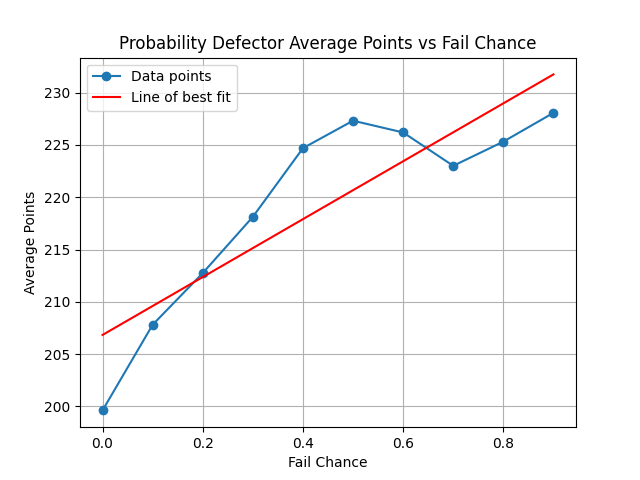 Probability Defector Average Points vs Fail Chance
Data points
Line of best fit
230
225
220
215
210
205
200
Average Points
0.0 0.2 0.4 0.6 0.8
Fail Chance